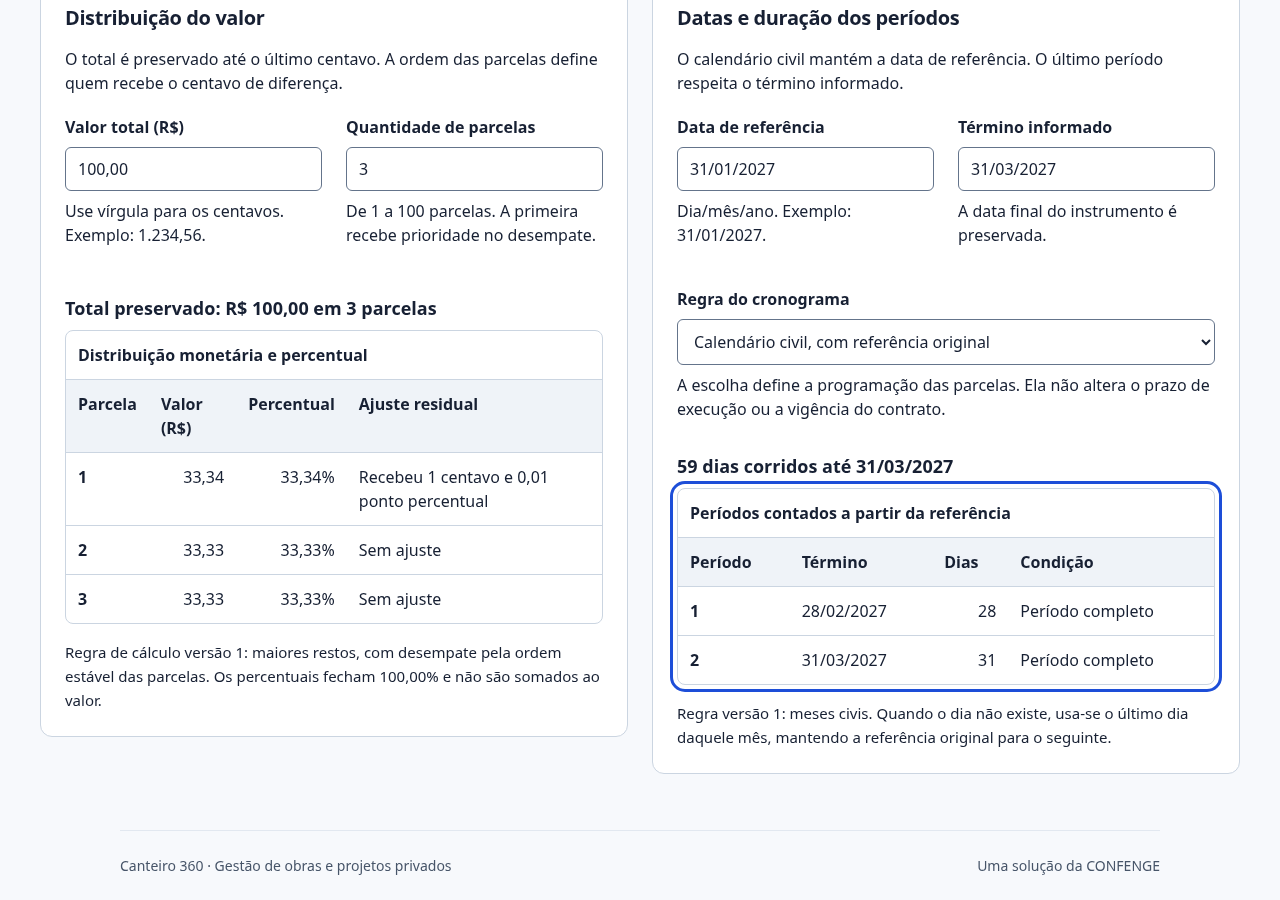 Distribuição do valor
O total é preservado até o último centavo. A ordem das parcelas define
quem recebe o centavo de diferença.
Valor total (R$)
Quantidade de parcelas
100,00
3
Use vírgula para os centavos.
Exemplo: 1.234,56.
De 1 a 100 parcelas. A primeira
recebe prioridade no desempate.
Total preservado: R$ 100,00 em 3 parcelas
Distribuição monetária e percentual
Parcela Valor (R$) Percentual Ajuste residual
1 33,34 33,34% Recebeu 1 centavo e 0,01
ponto percentual
2 33,33 33,33% Sem ajuste
3 33,33 33,33% Sem ajuste
Regra de cálculo versão 1: maiores restos, com desempate pela ordem
estável das parcelas. Os percentuais fecham 100,00% e não são somados ao
valor.
Datas e duração dos períodos
O calendário civil mantém a data de referência. O último período
respeita o término informado.
Data de referência
Término informado
31/01/2027
31/03/2027
Dia/mês/ano. Exemplo:
31/01/2027.
A data final do instrumento é
preservada.
Regra do cronograma
Calendário civil, com referência original
A escolha define a programação das parcelas. Ela não altera o prazo de
execução ou a vigência do contrato.
59 dias corridos até 31/03/2027
Períodos contados a partir da referência
Período Término Dias Condição
1 28/02/2027 28 Período completo
2 31/03/2027 31 Período completo
Regra versão 1: meses civis. Quando o dia não existe, usa-se o último dia
daquele mês, mantendo a referência original para o seguinte.
Canteiro 360 · Gestão de obras e projetos privados
Uma solução da CONFENGE